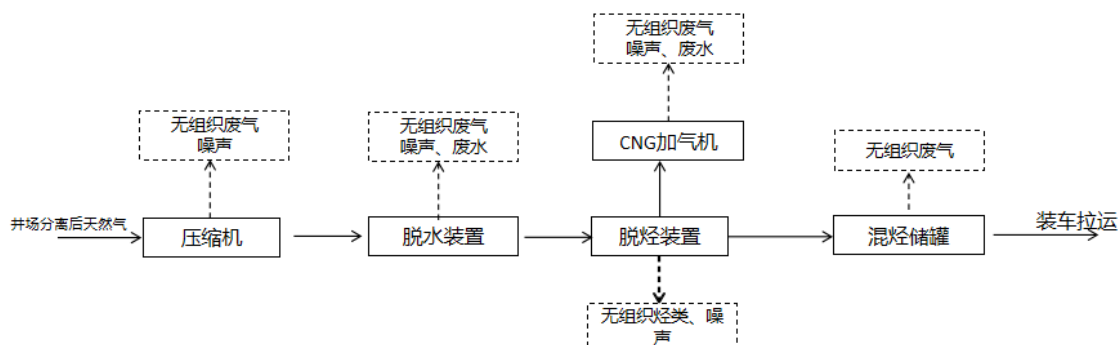 无组织废气
噪声、废水
无组织废气
噪声
无组织废气
噪声、废水
CNG加气机
无组织废气
井场分离后天然气
压缩机
脱水装置
脱烃装置
混烃储罐
装车拉运
无组织烃类、噪
声